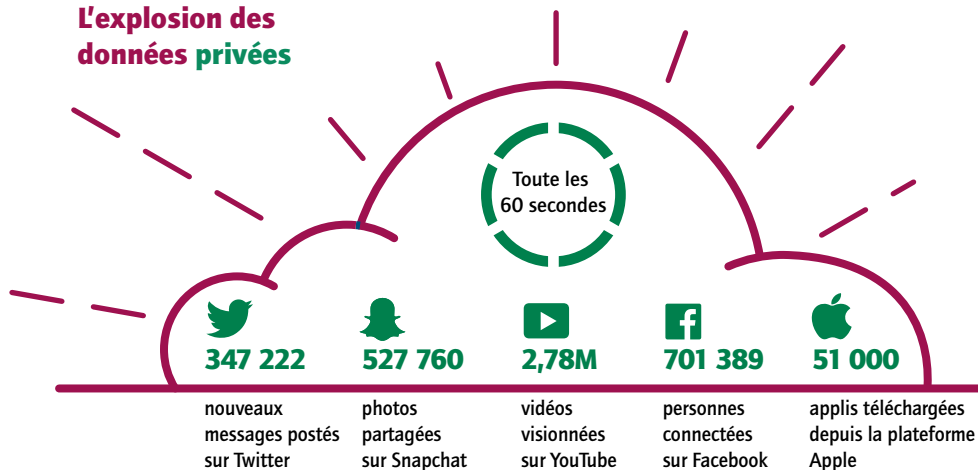 L'explosion des
données privées
Toute les
60 secondes
347 222
nouveaux
messages postés
sur Twitter
527 760
photos
partagées
sur Snapchat
2,78M
vidéos
visionnées
sur YouTube
701 389
personnes
connectées
sur Facebook
51 000
applis téléchargées
depuis la plateforme
Apple